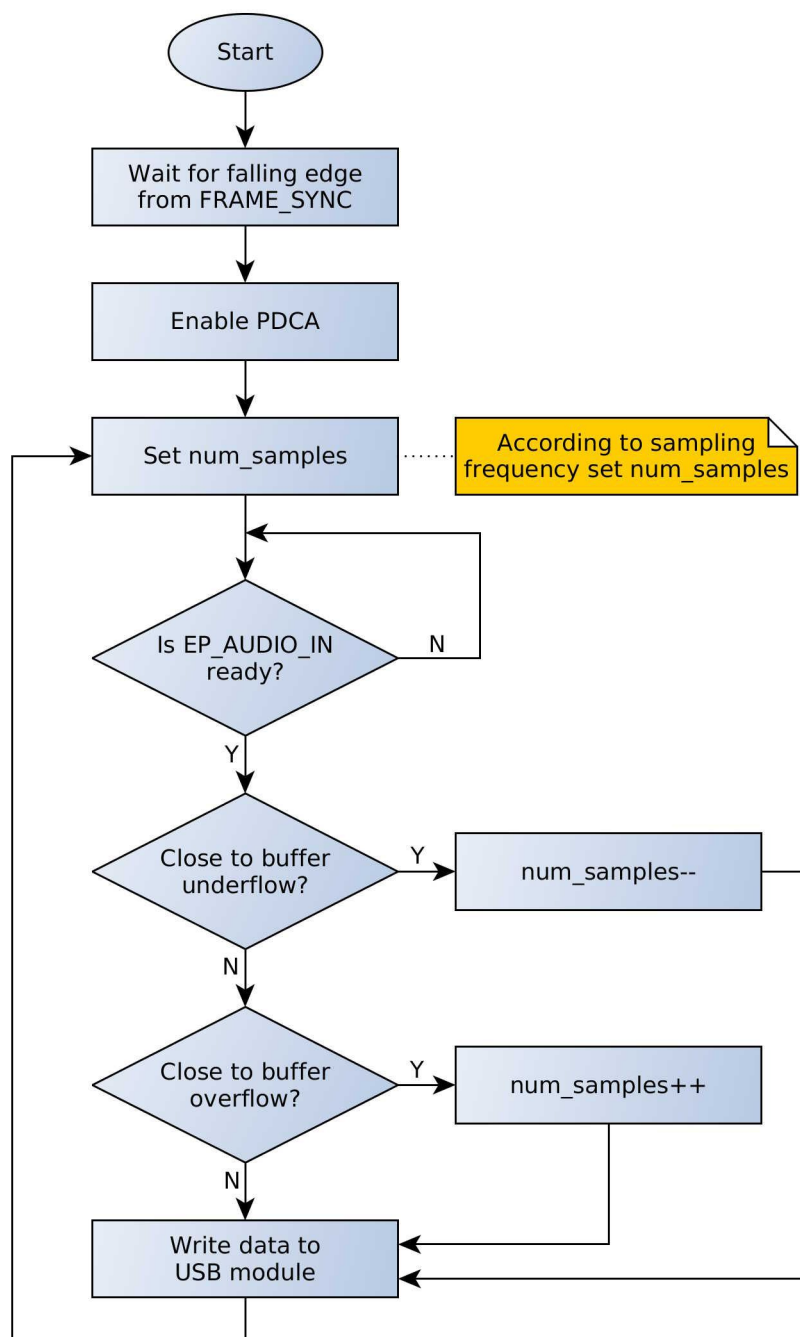 Start
Wait for falling edge
from FRAME_SYNC
Enable PDCA
Set num_samples
According to sampling
frequency set num_samples
Is EP_AUDIO_IN
ready?
N
Y
Close to buffer
underflow?
Y
num_samples--
N
Close to buffer
overflow?
Y
num_samples++
N
Write data to
USB module